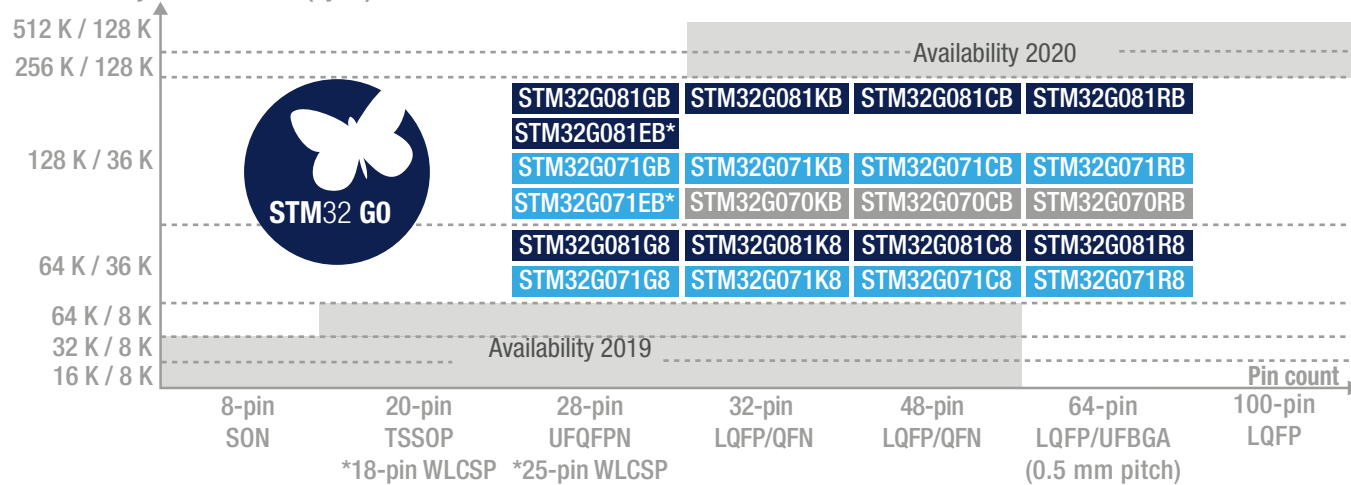 512 K / 128 K
256 K / 128 K
Availability 2020
STM32G081GB STM32G081KB STM32G081CB STM32G081RB
STM32G081EB*
128 K / 36 K
STM32G071GB STM32G071KB STM32G071CB STM32G071RB
STM32G071EB* STM32G070KB STM32G070CB STM32G070RB
STM32 G0
STM32G081G8 STM32G081K8 STM32G081C8 STM32G081R8
64 K / 36 K
STM32G071G8 STM32G071K8 STM32G071C8 STM32G071R8
64 K / 8 K
32 K / 8 K
Availability 2019
16 K / 8 K
Pin count
8-pin 20-pin 28-pin 32-pin 48-pin 64-pin 100-pin
SON TSSOP UFQFPN LQFP/QFN LQFP/QFN LQFP/UFBGA LQFP
*18-pin WLCSP *25-pin WLCSP (0.5 mm pitch)